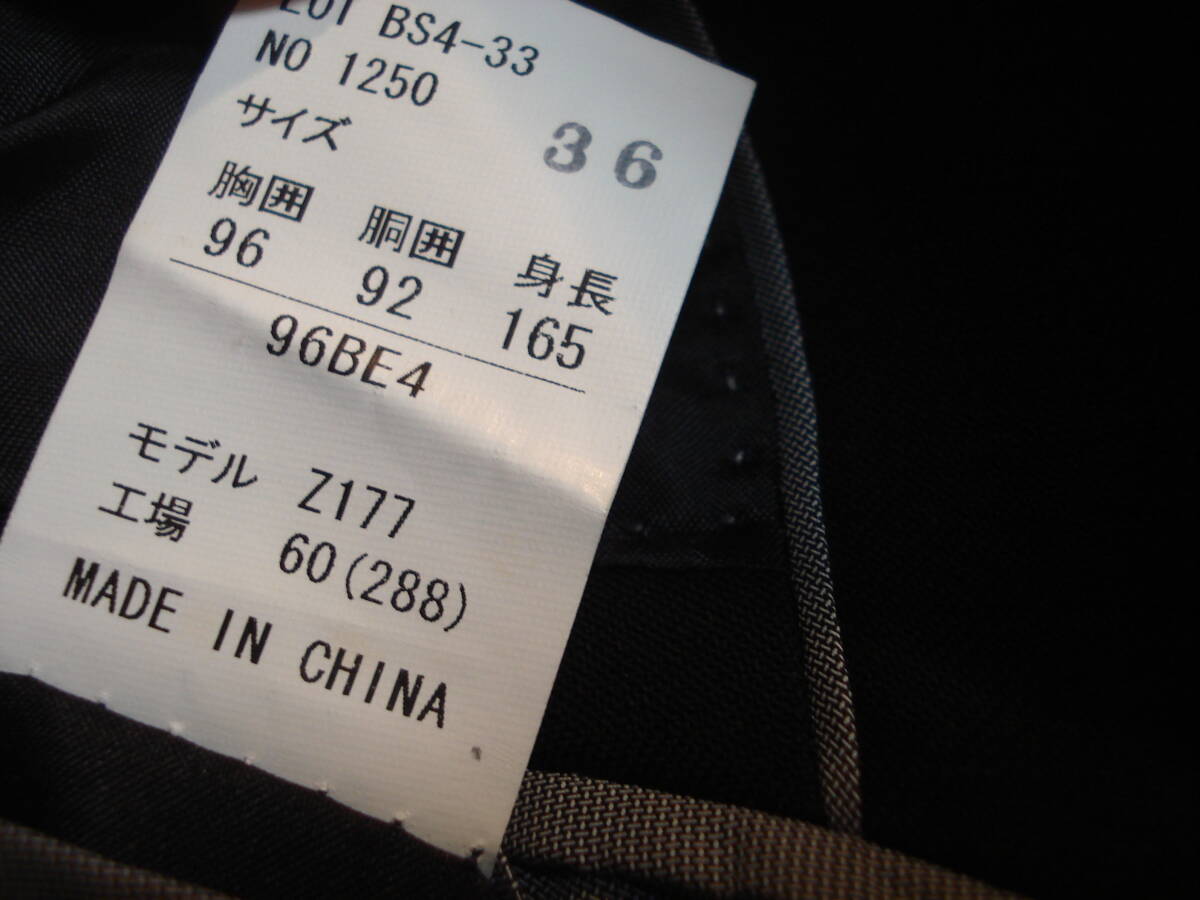 LOT BS4-33
NO 1250
36
サイズ
胸囲 胴囲 身長
96 92 165
96BE4
モデル Z177
工場 60(288)
MADE IN CHINA